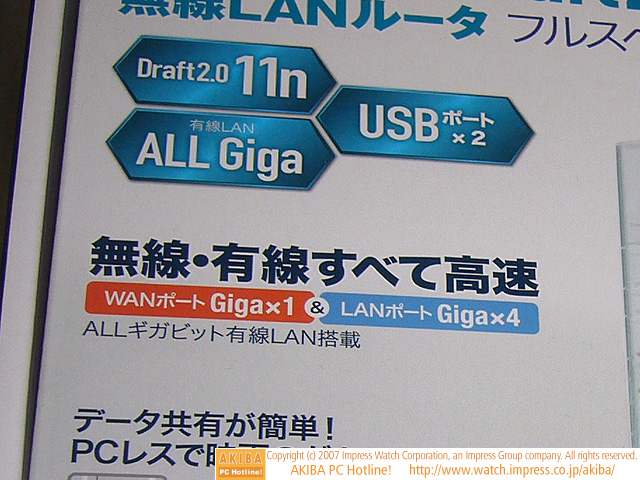 無線LANルータ フルスペ
Draft2.0 11n
USBポート×2
有線LAN
ALL Giga
無線・有線すべて高速
WANポート Giga×1 & LANポート Giga×4
ALLギガビット有線LAN搭載
データ共有が簡単！
PCレスで
AKIBA PC Hotline!
Copyright (c) 2007 Impress Watch Corporation, an Impress Group company. All rights reserved.
AKIBA PC Hotline! http://www.watch.impress.co.jp/akiba/